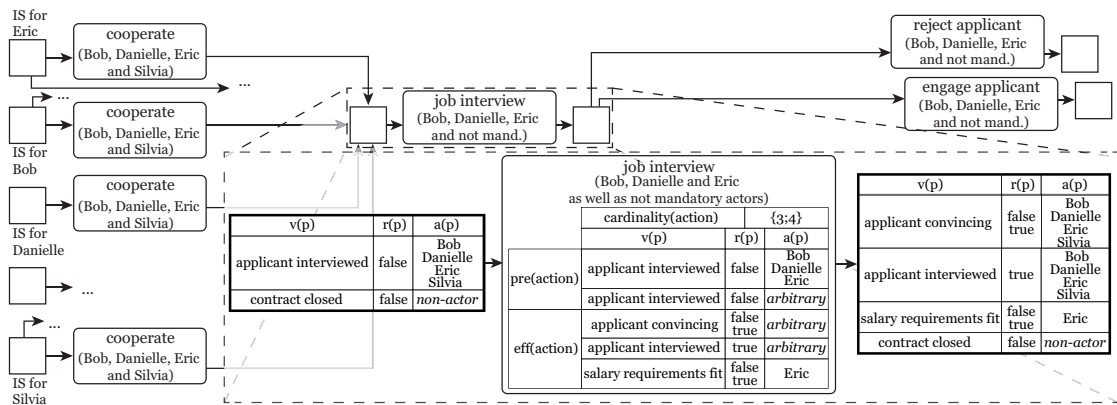 IS for
Eric
cooperate
(Bob, Danielle, Eric
and Silvia)
...
...
cooperate
(Bob, Danielle, Eric
and Silvia)
IS for
Bob
cooperate
(Bob, Danielle, Eric
and Silvia)
IS for
Danielle
...
...
cooperate
(Bob, Danielle, Eric
and Silvia)
IS for
Silvia
job interview
(Bob, Danielle, Eric
and not mand.)
reject applicant
(Bob, Danielle, Eric
and not mand.)
engage applicant
(Bob, Danielle, Eric
and not mand.)
v(p) r(p) a(p)
applicant interviewed false Bob
Danielle
Eric
Silvia
contract closed false non-actor
job interview
(Bob, Danielle and Eric
as well as not mandatory actors)
cardinality(action) {3;4}
v(p) r(p) a(p)
pre(action)
applicant interviewed false Bob
Danielle
Eric
applicant interviewed false arbitrary
eff(action)
applicant convincing false arbitrary
true
applicant interviewed true arbitrary
salary requirements fit false Eric
true
v(p) r(p) a(p)
applicant convincing false Bob
true Danielle
Eric
Silvia
applicant interviewed true Bob
Danielle
Eric
Silvia
salary requirements fit false Eric
true
contract closed false non-actor